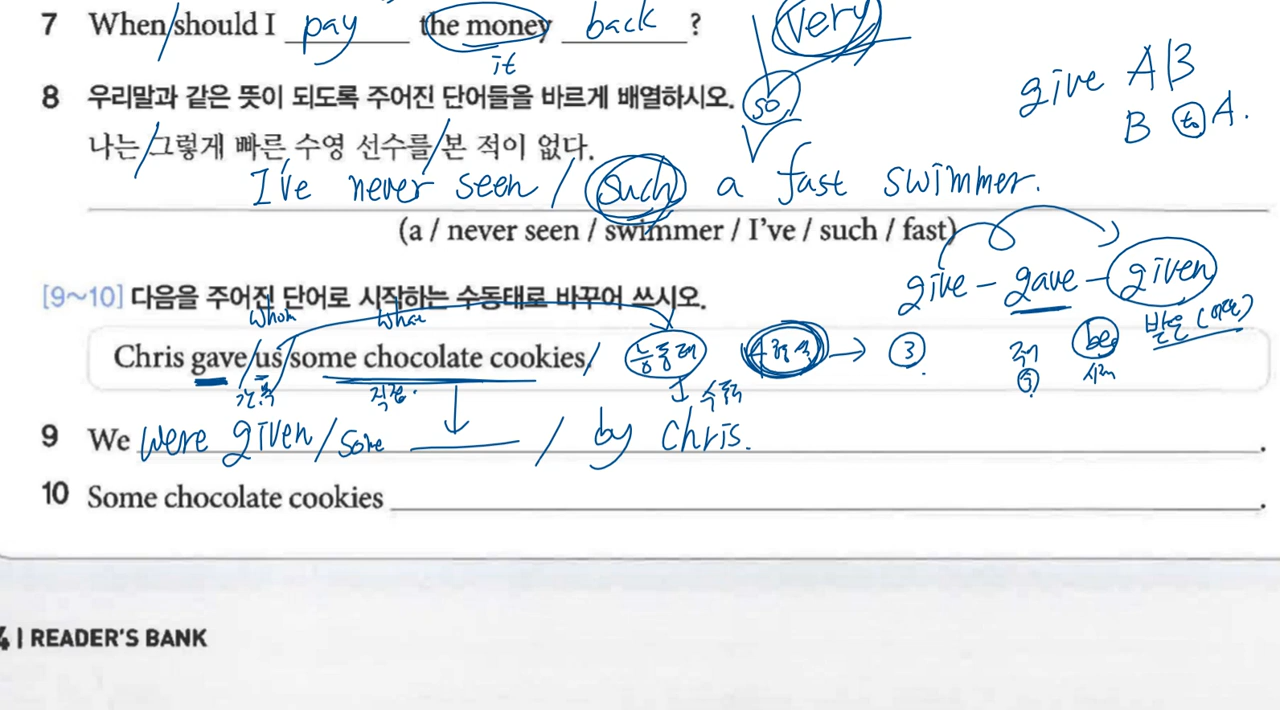 7 When/should I pay the money back ?
it
very
so
give A/B
B to A.
8 우리말과 같은 뜻이 되도록 주어진 단어들을 바르게 배열하시오.
나는/그렇게 빠른 수영 선수를/본 적이 없다.
I've never seen / such a fast swimmer.
(a / never seen / swimmer / I've / such / fast)
give - gave - given
[9~10] 다음을 주어진 단어로 시작하는 수동태로 바꾸어 쓰시오.
whom what
Chris gave/us/some chocolate cookies/ 능동태 4형식 → 3
be
간목 직목
9 We were given/some / by Chris. .
10 Some chocolate cookies .
4 | READER'S BANK